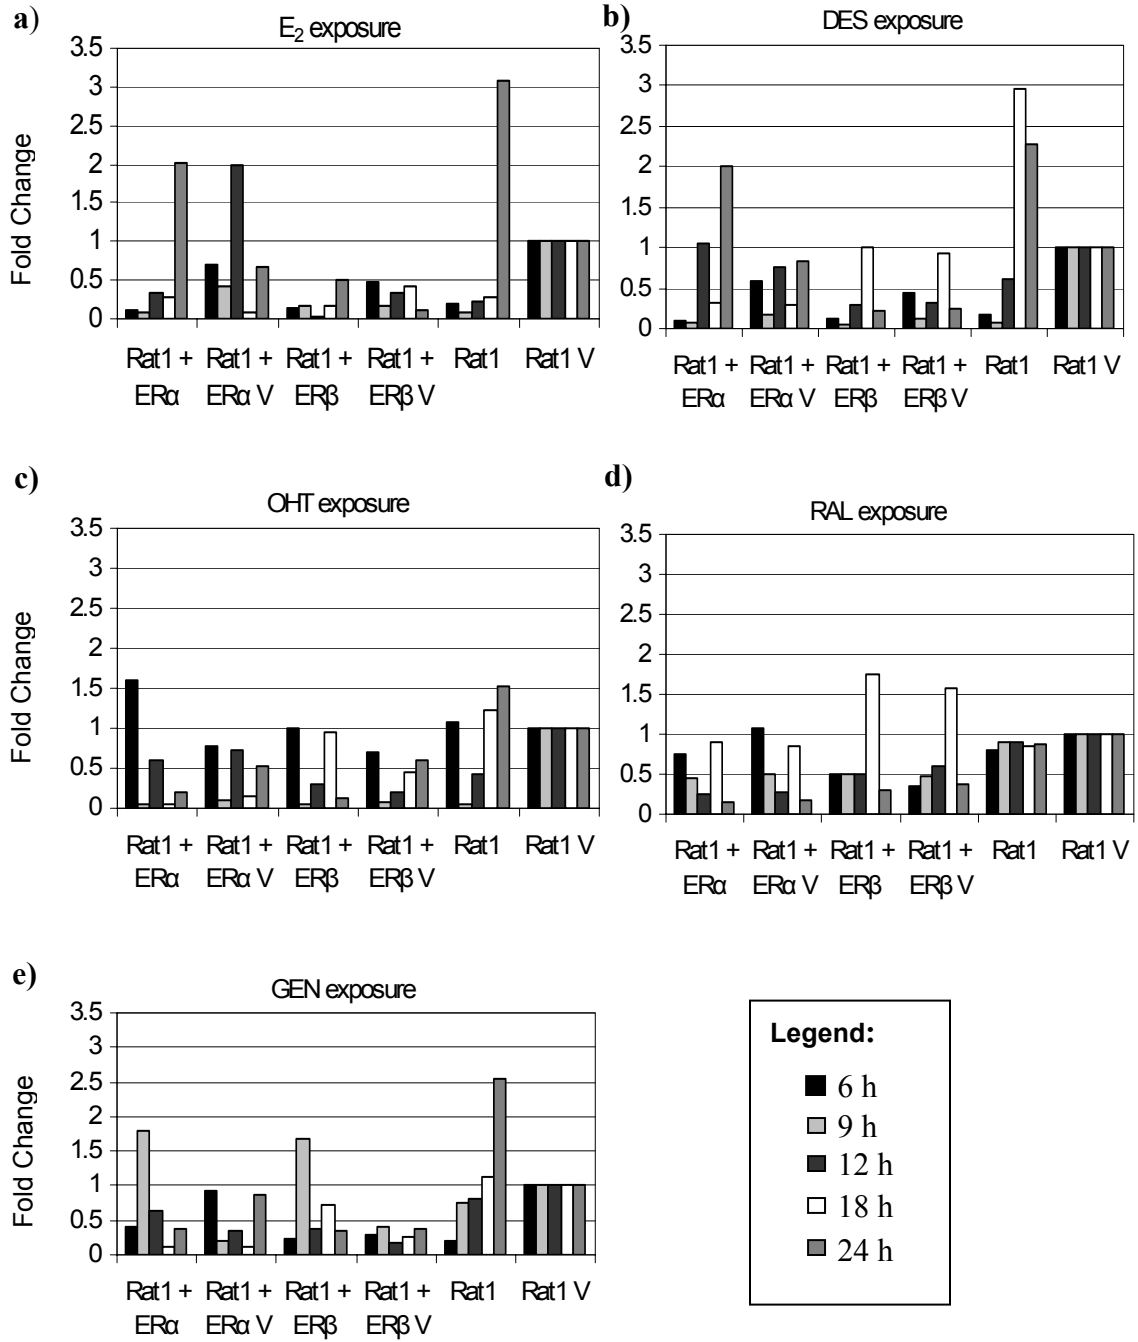 a)
E2 exposure
Fold Change
3.5
3
2.5
2
1.5
1
0.5
0
Rat1 + Rat1 + Rat1 + Rat1 + Rat1 Rat1 V
ERα ERα V ERβ ERβ V
b)
DES exposure
3.5
3
2.5
2
1.5
1
0.5
0
Rat1 + Rat1 + Rat1 + Rat1 + Rat1 Rat1 V
ERα ERα V ERβ ERβ V
c)
OHT exposure
Fold Change
3.5
3
2.5
2
1.5
1
0.5
0
Rat1 + Rat1 + Rat1 + Rat1 + Rat1 Rat1 V
ERα ERα V ERβ ERβ V
d)
RAL exposure
3.5
3
2.5
2
1.5
1
0.5
0
Rat1 + Rat1 + Rat1 + Rat1 + Rat1 Rat1 V
ERα ERα V ERβ ERβ V
e)
GEN exposure
Fold Change
3.5
3
2.5
2
1.5
1
0.5
0
Rat1 + Rat1 + Rat1 + Rat1 + Rat1 Rat1 V
ERα ERα V ERβ ERβ V
Legend:
6 h
9 h
12 h
18 h
24 h